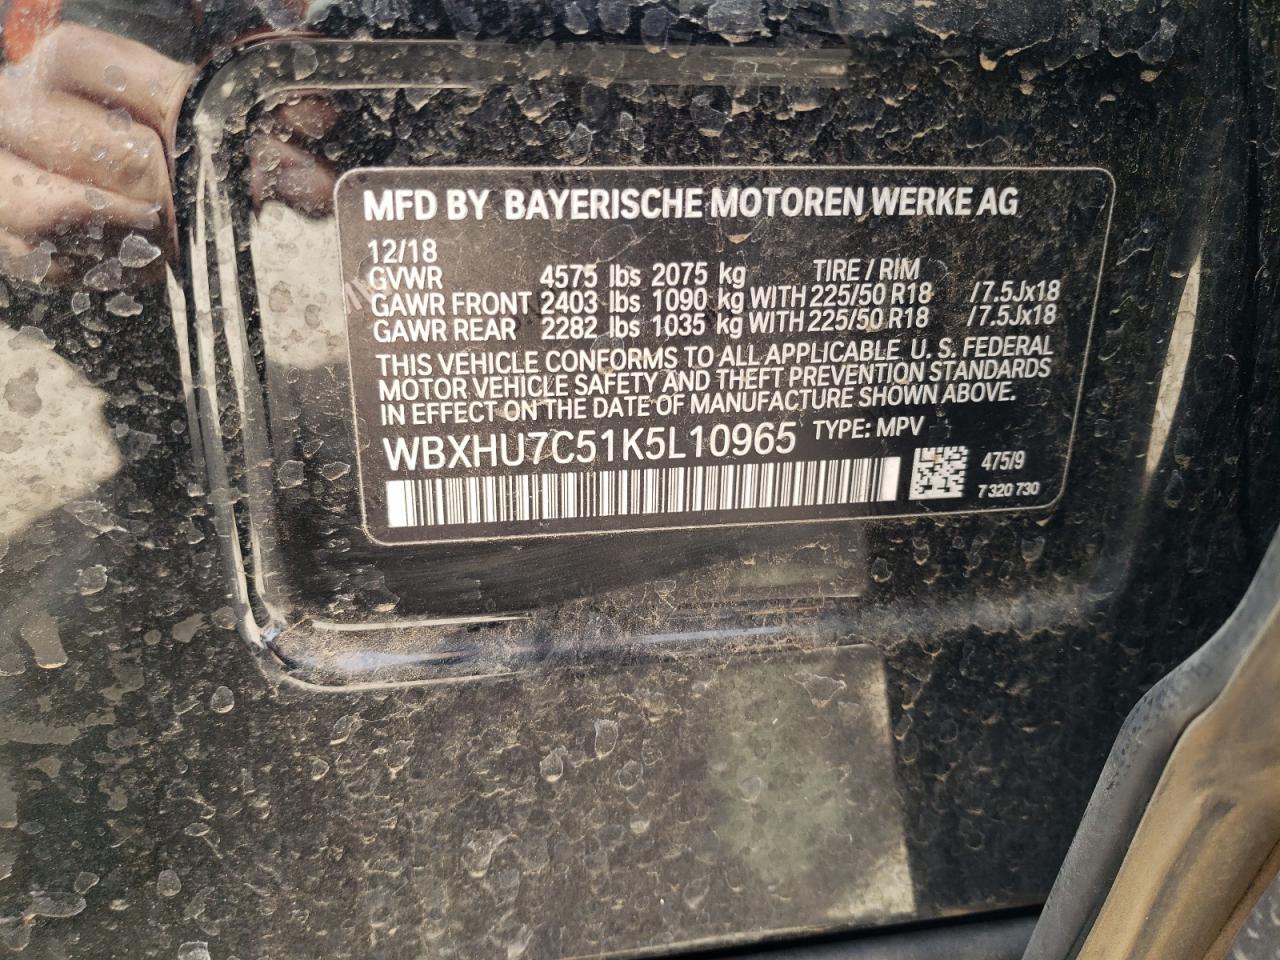 MFD BY BAYERISCHE MOTOREN WERKE AG
12/18
GVWR 4575 lbs 2075 kg TIRE / RIM
GAWR FRONT 2403 lbs 1090 kg WITH 225/50 R18 /7.5Jx18
GAWR REAR 2282 lbs 1035 kg WITH 225/50 R18 /7.5Jx18
THIS VEHICLE CONFORMS TO ALL APPLICABLE U. S. FEDERAL
MOTOR VEHICLE SAFETY AND THEFT PREVENTION STANDARDS
IN EFFECT ON THE DATE OF MANUFACTURE SHOWN ABOVE.
WBXHU7C51K5L10965 TYPE: MPV
475/9
7 320 730